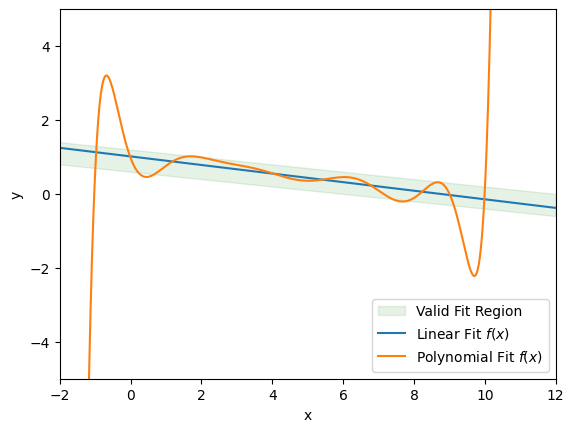 4
2
0
−2
−4
y
−2 0 2 4 6 8 10 12
x
Valid Fit Region
Linear Fit f(x)
Polynomial Fit f(x)